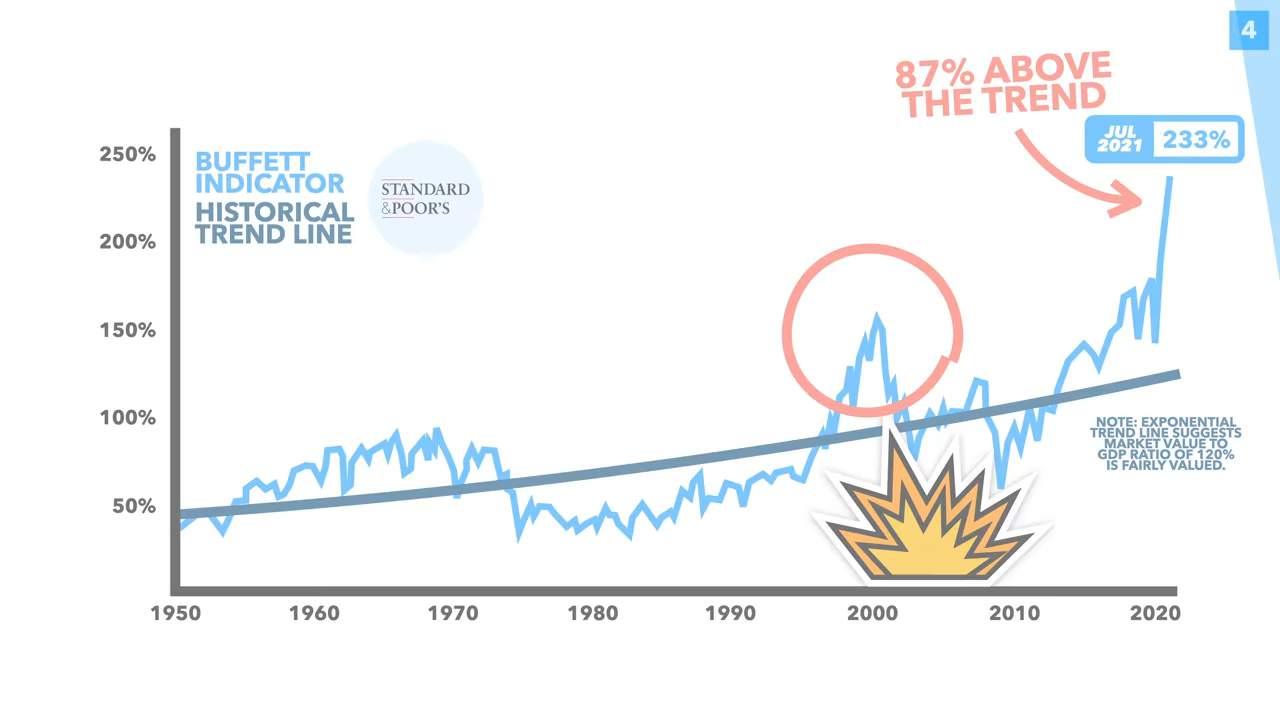 4
87% ABOVE
THE TREND
JUL
2021
233%
250%
200%
150%
100%
50%
BUFFETT
INDICATOR
HISTORICAL
TREND LINE
STANDARD
&POOR'S
NOTE: EXPONENTIAL
TREND LINE SUGGESTS
MARKET VALUE TO
GDP RATIO OF 120%
IS FAIRLY VALUED.
1950 1960 1970 1980 1990 2000 2010 2020